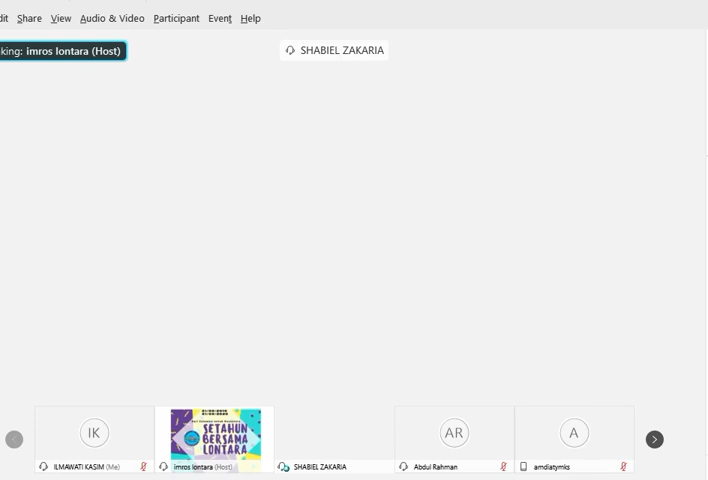 dit Share View Audio & Video Participant Event Help
king: imros lontara (Host)
SHABIEL ZAKARIA
IK
SETAHUN
BERSAMA
LONTARA
AR
A
ILMAWATI KASIM (Me)
imros lontara (Host)
SHABIEL ZAKARIA
Abdul Rahman
amdiatymks